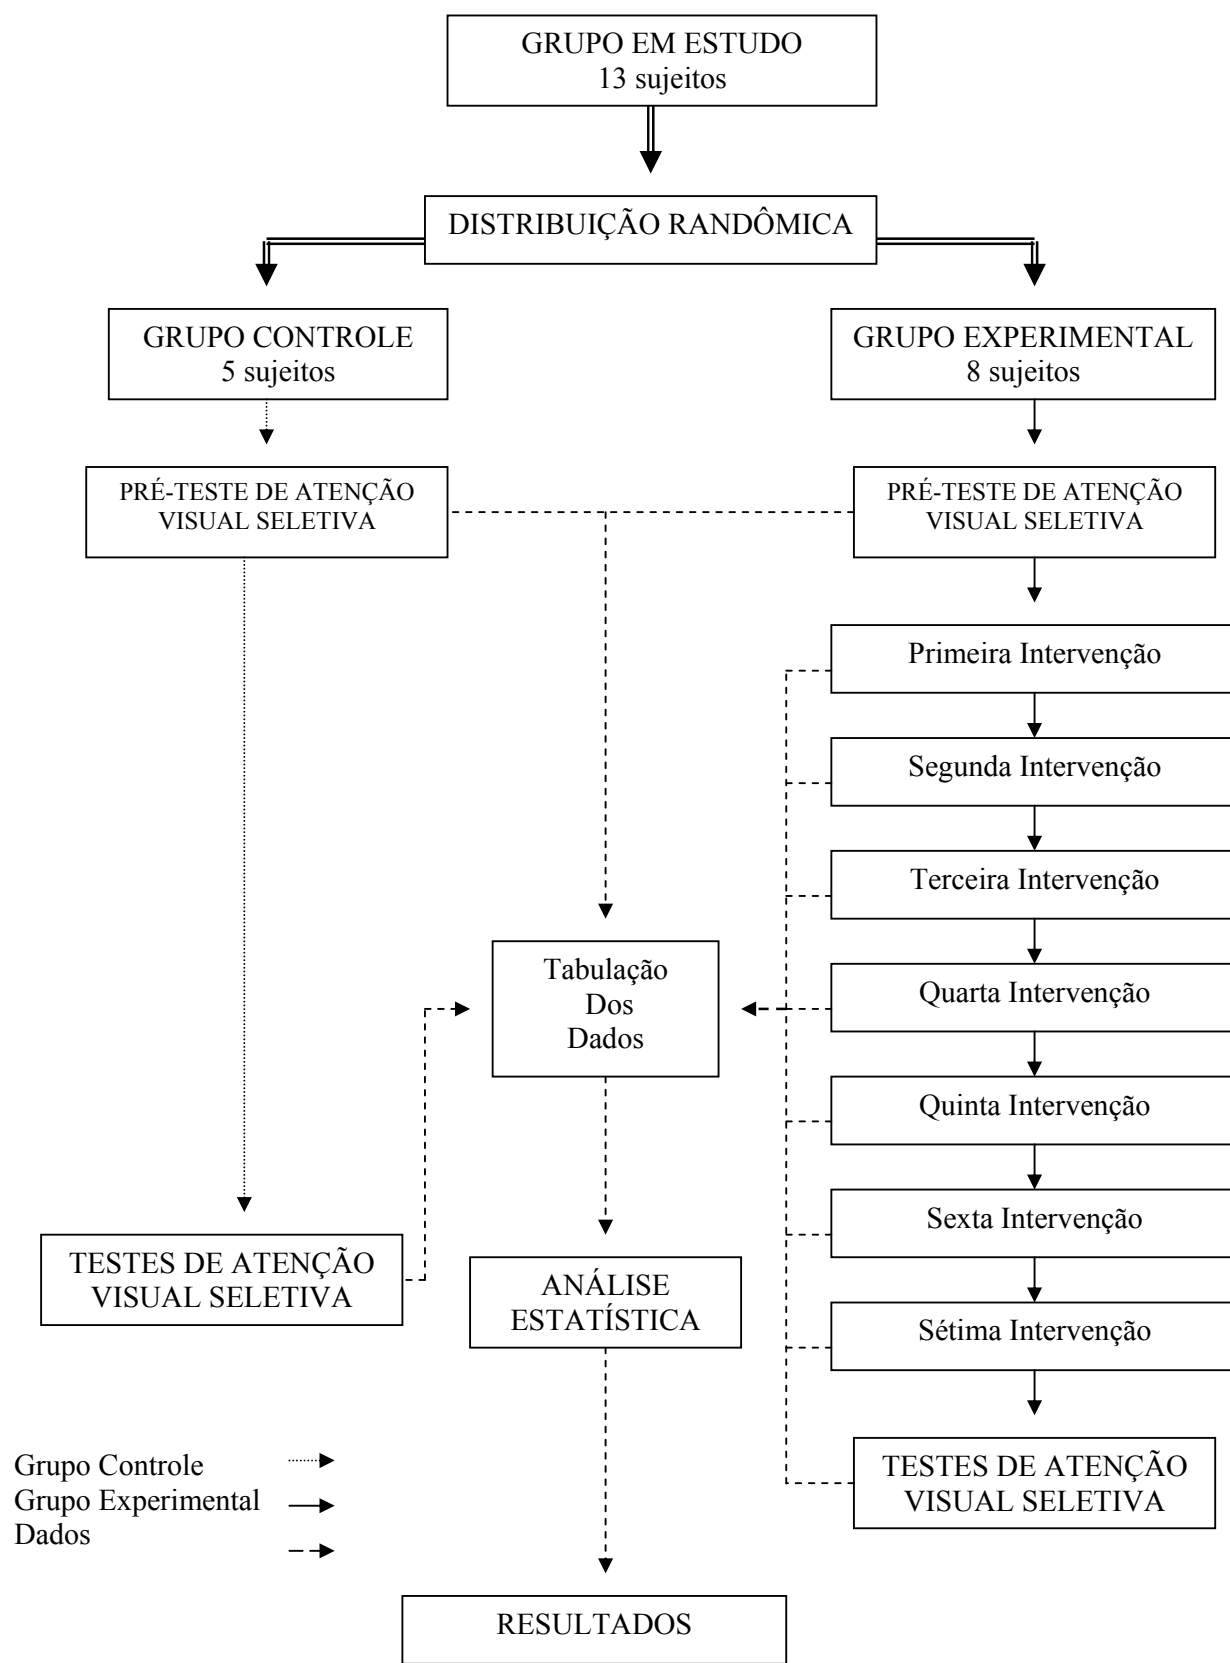 GRUPO EM ESTUDO
13 sujeitos
DISTRIBUIÇÃO RANDÔMICA
GRUPO CONTROLE
5 sujeitos
GRUPO EXPERIMENTAL
8 sujeitos
PRÉ-TESTE DE ATENÇÃO
VISUAL SELETIVA
PRÉ-TESTE DE ATENÇÃO
VISUAL SELETIVA
Primeira Intervenção
Segunda Intervenção
Terceira Intervenção
Tabulação
Dos
Dados
Quarta Intervenção
Quinta Intervenção
Sexta Intervenção
TESTES DE ATENÇÃO
VISUAL SELETIVA
ANÁLISE
ESTATÍSTICA
Sétima Intervenção
TESTES DE ATENÇÃO
VISUAL SELETIVA
Grupo Controle
Grupo Experimental
Dados
RESULTADOS